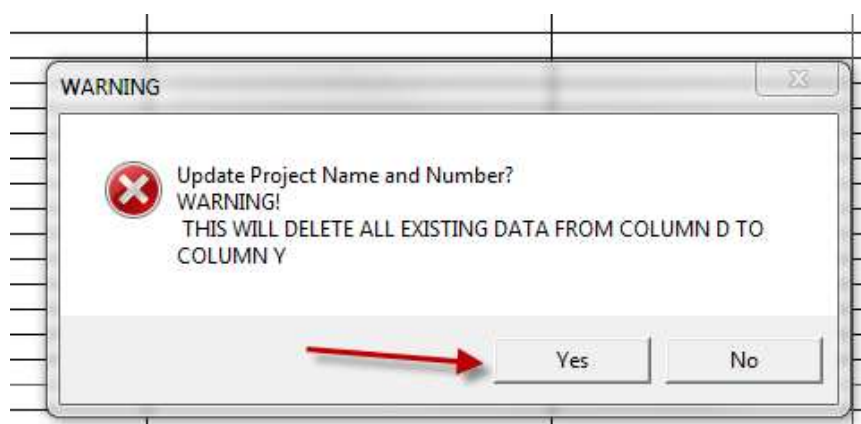 WARNING
Update Project Name and Number?
WARNING!
THIS WILL DELETE ALL EXISTING DATA FROM COLUMN D TO
COLUMN Y
Yes No